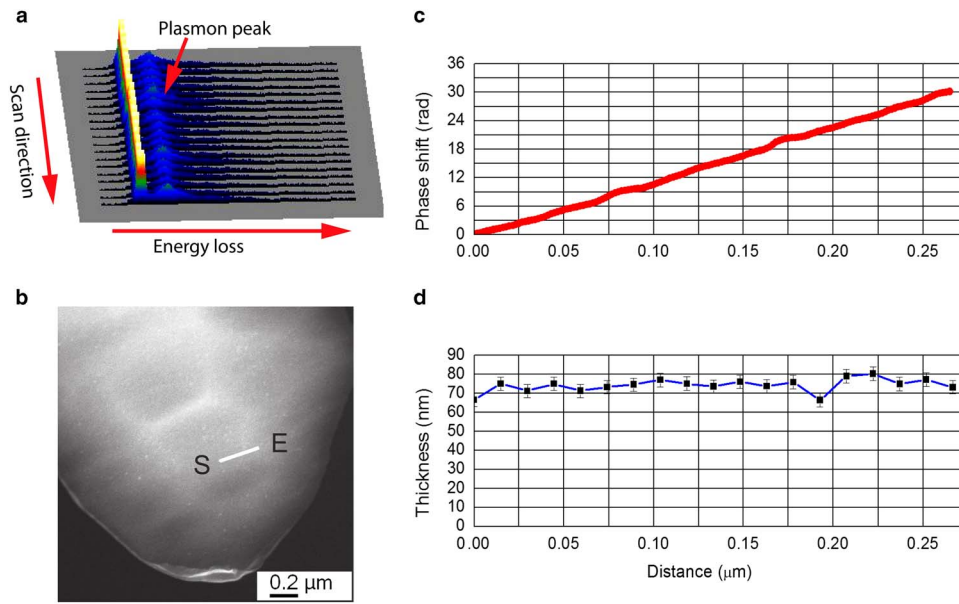 a
Plasmon peak
Scan direction
Energy loss
b
S
E
0.2 μm
c
Phase shift (rad)
36
30
24
18
12
6
0
0.00 0.05 0.10 0.15 0.20 0.25
d
Thickness (nm)
90
80
70
60
50
40
30
20
10
0
0.00 0.05 0.10 0.15 0.20 0.25
Distance (μm)